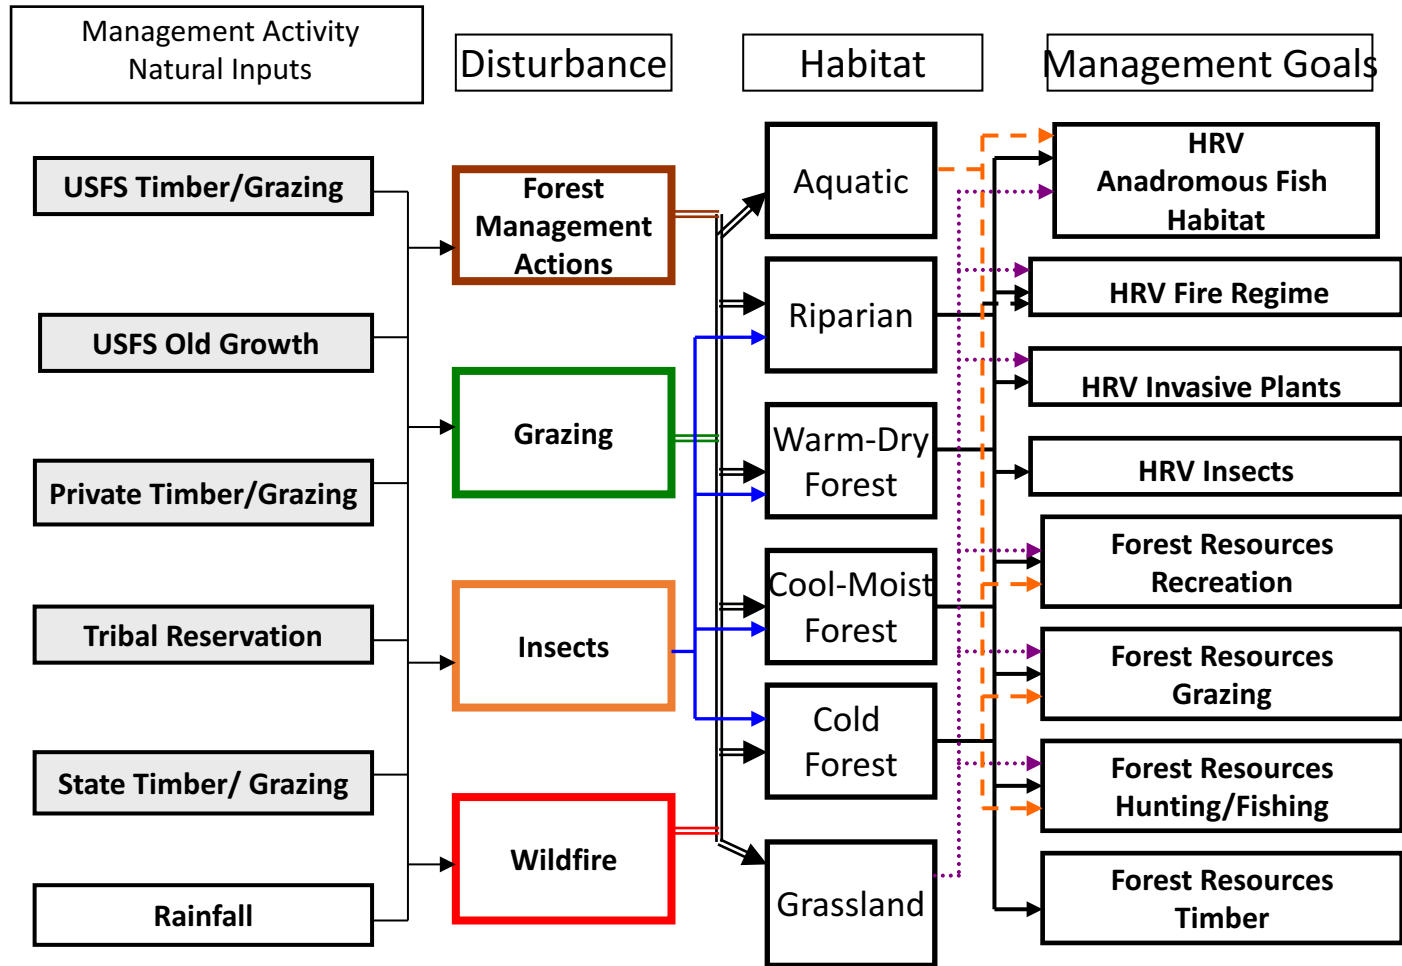 Management Activity
Natural Inputs
Disturbance
Habitat
Management Goals
USFS Timber/Grazing
USFS Old Growth
Private Timber/Grazing
Tribal Reservation
State Timber/ Grazing
Rainfall
Forest
Management
Actions
Grazing
Insects
Wildfire
Aquatic
Riparian
Warm-Dry
Forest
Cool-Moist
Forest
Cold
Forest
Grassland
HRV
Anadromous Fish
Habitat
HRV Fire Regime
HRV Invasive Plants
HRV Insects
Forest Resources
Recreation
Forest Resources
Grazing
Forest Resources
Hunting/Fishing
Forest Resources
Timber